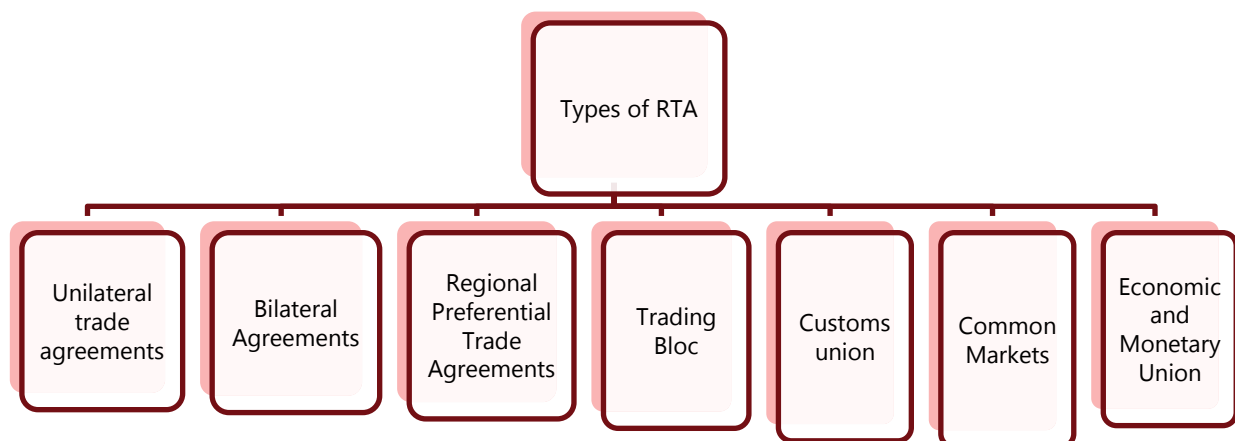 Types of RTA
Unilateral
trade
agreements
Bilateral
Agreements
Regional
Preferential
Trade
Agreements
Trading
Bloc
Customs
union
Common
Markets
Economic
and
Monetary
Union